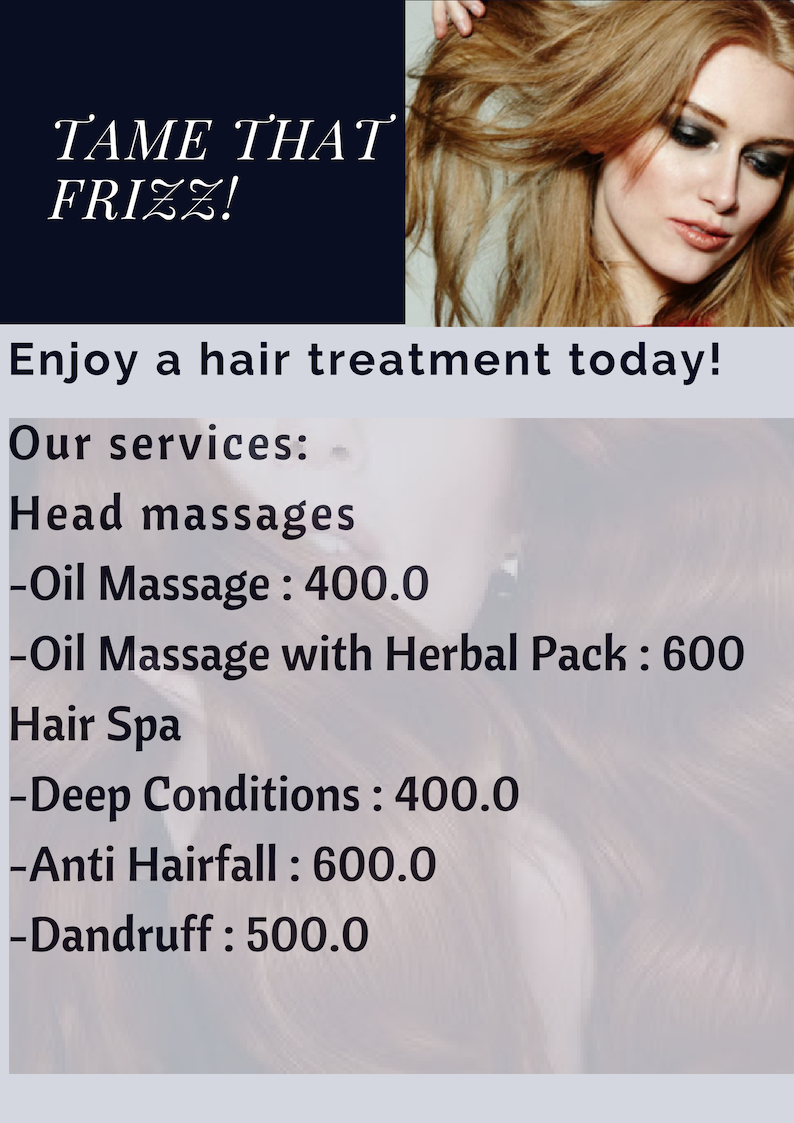 TAME THAT
FRIZZ!
Enjoy a hair treatment today!
Our services:
Head massages
-Oil Massage : 400.0
-Oil Massage with Herbal Pack : 600
Hair Spa
-Deep Conditions : 400.0
-Anti Hairfall : 600.0
-Dandruff : 500.0